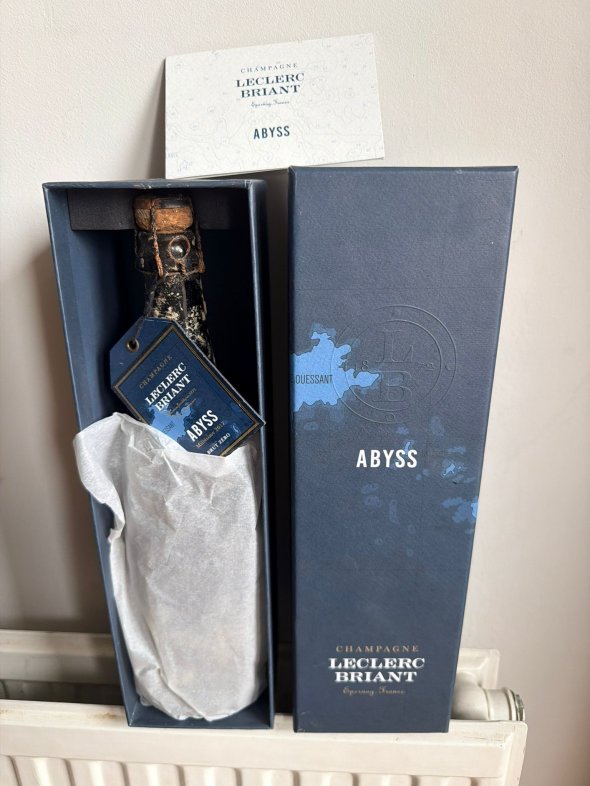 CHAMPAGNE
LECLERC
BRIANT
Epernay, France
ABYSS
CHAMPAGNE
LECLERC
BRIANT
ABYSS
BRUT ZERO
OUESSANT
LB
ABYSS
CHAMPAGNE
LECLERC
BRIANT
Epernay, France